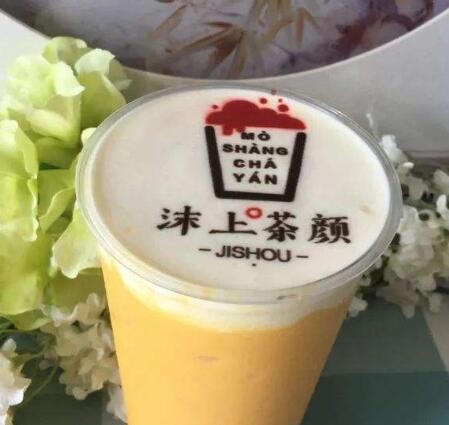 MÒ
SHÀNG
CHÁ
YÁN
沫上茶颜
- JISHOU -